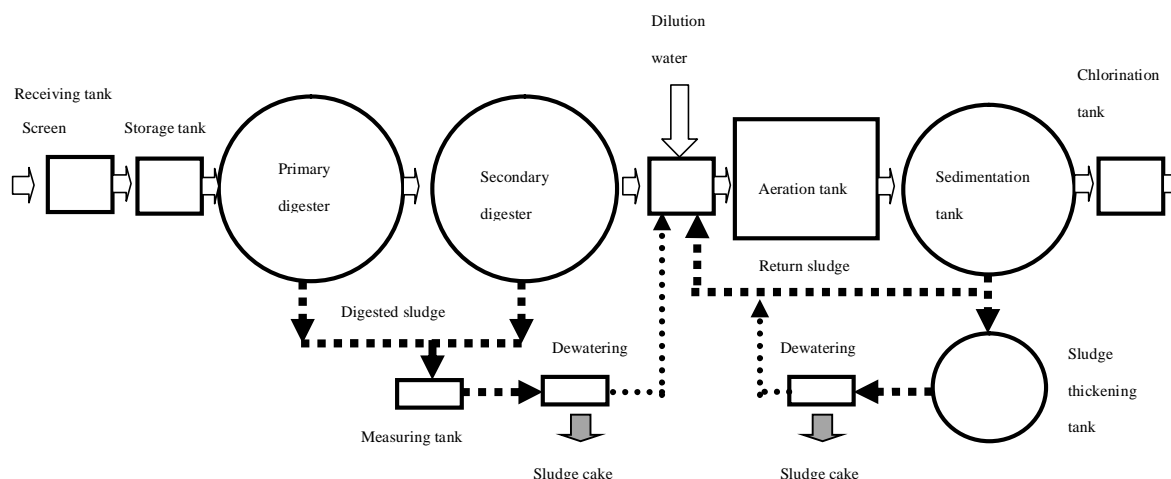 Dilution
water
Chlorination
tank
Receiving tank
Screen
Storage tank
Primary
digester
Secondary
digester
Aeration tank
Sedimentation
tank
Return sludge
Digested sludge
Dewatering
Dewatering
Sludge
thickening
tank
Measuring tank
Sludge cake
Sludge cake